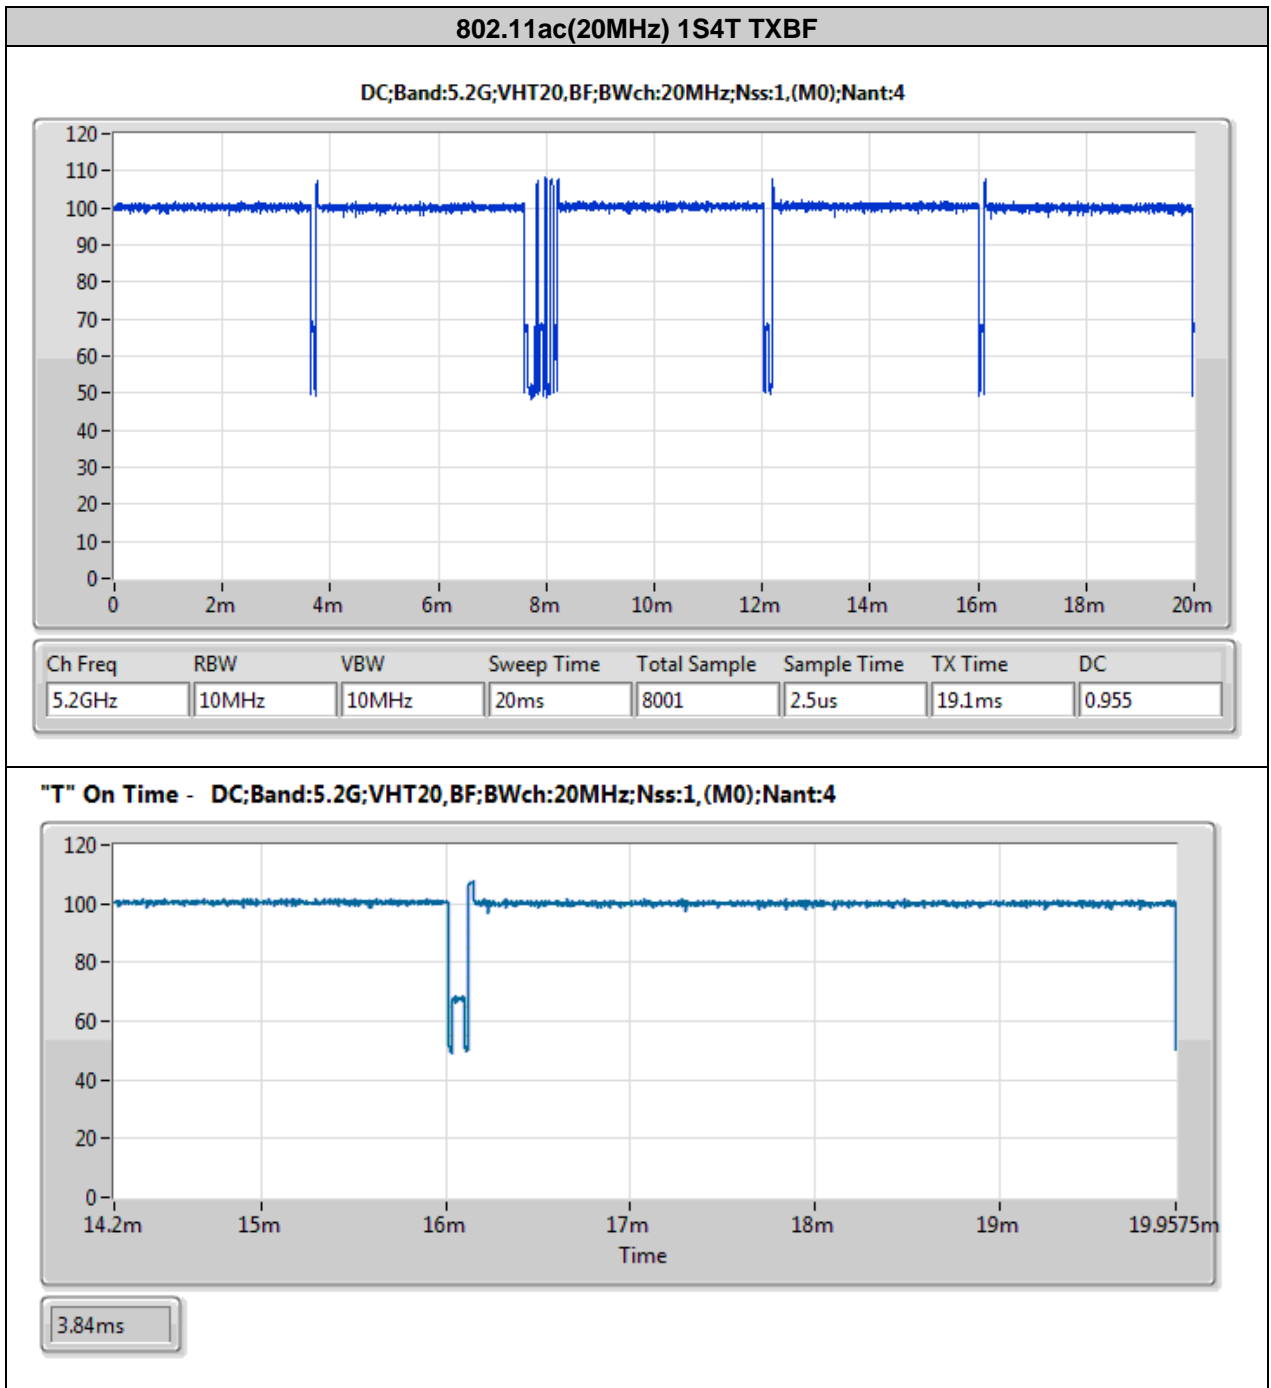 802.11ac(20MHz) 1S4T TXBF
DC;Band:5.2G;VHT20,BF;BWch:20MHz;Nss:1,(M0);Nant:4
120
110
100
90
80
70
60
50
40
30
20
10
0
0 2m 4m 6m 8m 10m 12m 14m 16m 18m 20m
Ch Freq RBW VBW Sweep Time Total Sample Sample Time TX Time DC
5.2GHz 10MHz 10MHz 20ms 8001 2.5us 19.1ms 0.955
"T" On Time - DC;Band:5.2G;VHT20,BF;BWch:20MHz;Nss:1,(M0);Nant:4
120
100
80
60
40
20
0
14.2m 15m 16m 17m 18m 19m 19.9575m
Time
3.84ms